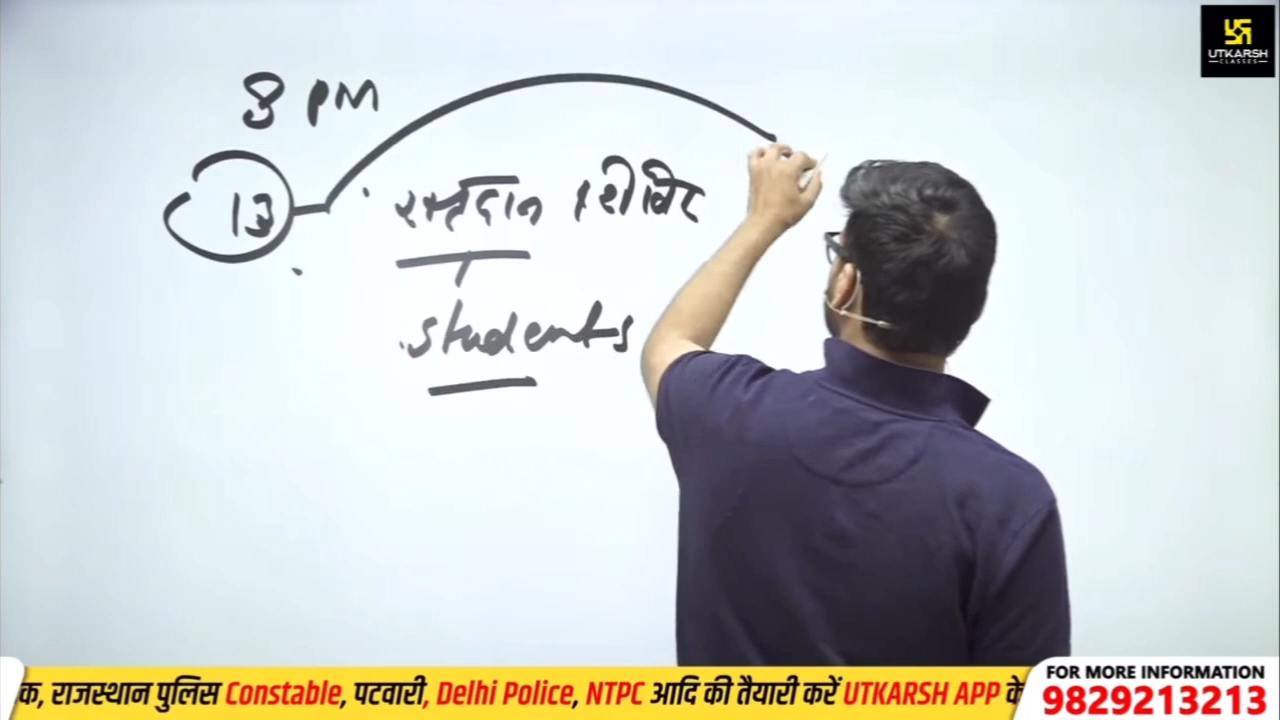 UTKARSH
CLASSES
8 PM
13
रक्तदान शिविर
students
क, राजस्थान पुलिस Constable, पटवारी, Delhi Police, NTPC आदि की तैयारी करें UTKARSH APP के
FOR MORE INFORMATION
9829213213